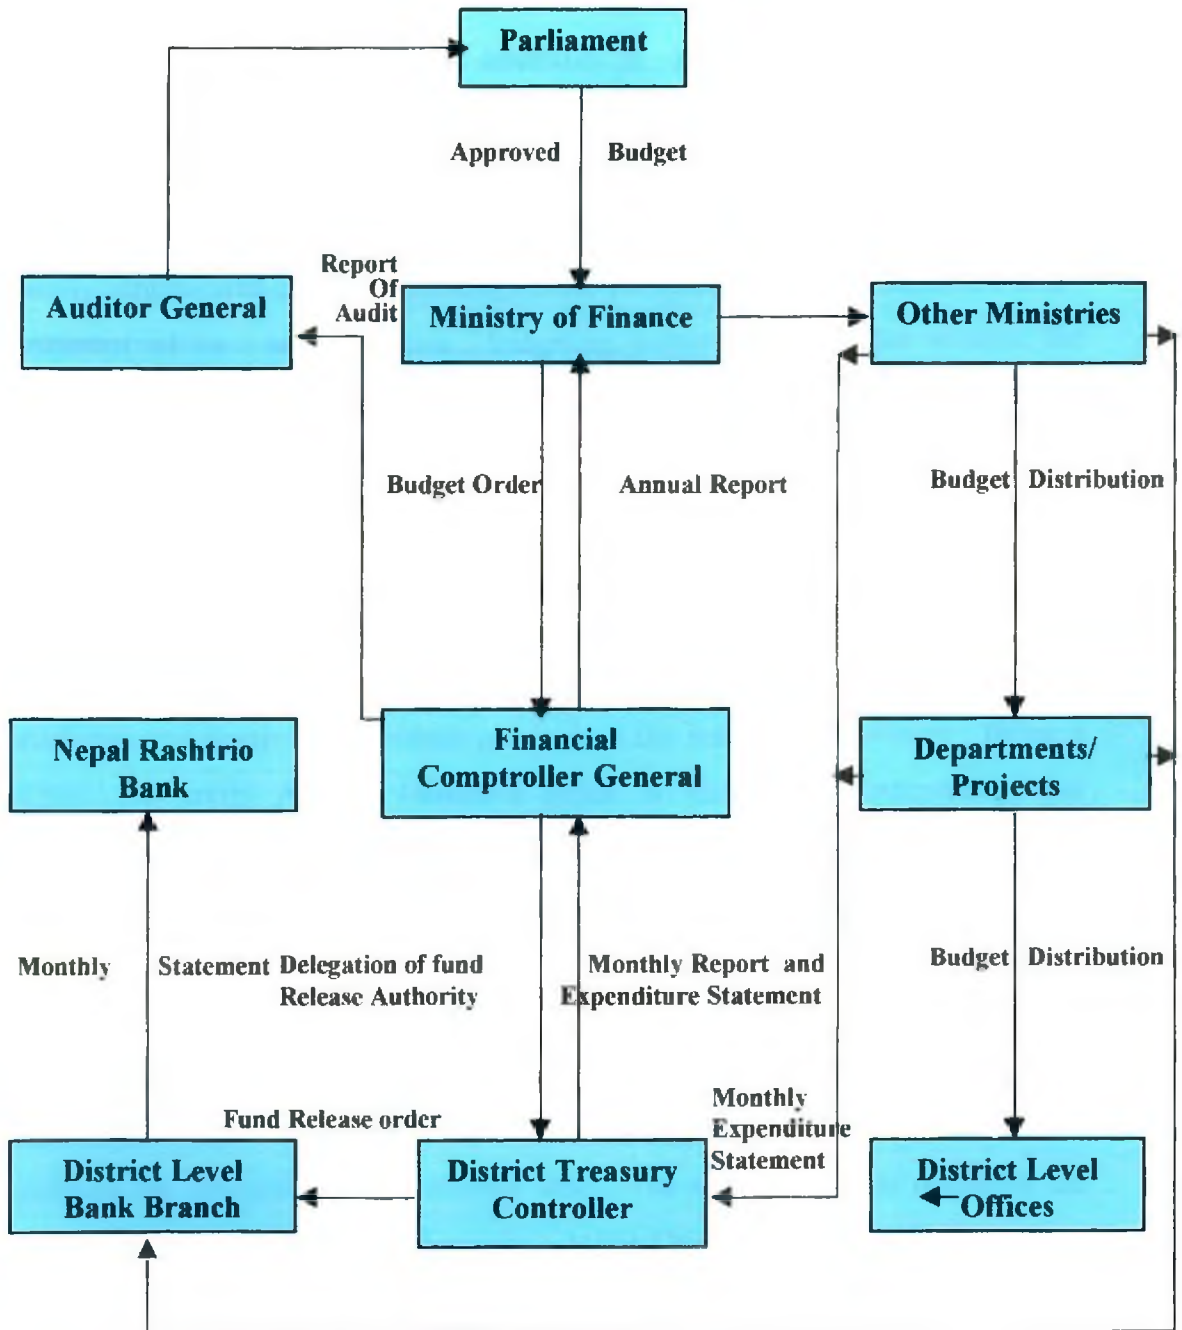 Parliament
Approved Budget
Report
Of
Audit
Auditor General
Ministry of Finance
Other Ministries
Budget Order
Annual Report
Budget Distribution
Nepal Rashtrio
Bank
Financial
Comptroller General
Departments/
Projects
Monthly Statement
Delegation of fund
Release Authority
Monthly Report and
Expenditure Statement
Budget Distribution
Fund Release order
Monthly
Expenditure
Statement
District Level
Bank Branch
District Treasury
Controller
District Level
Offices